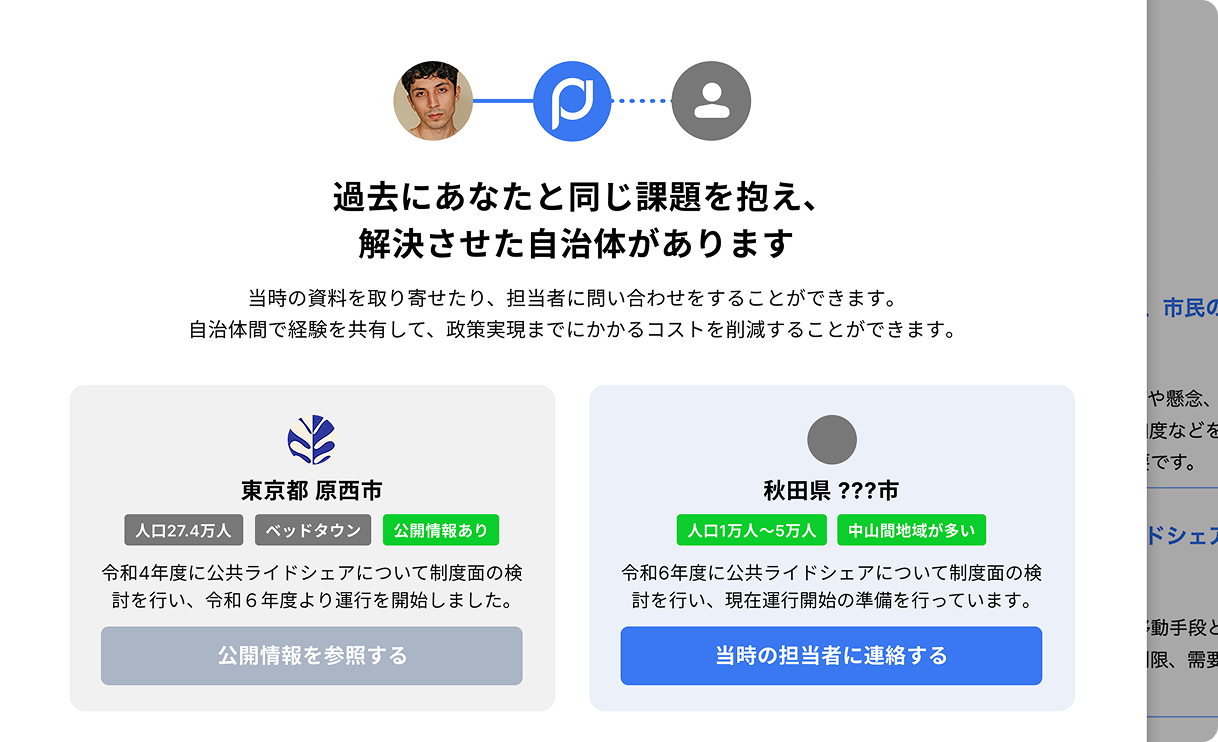 過去にあなたと同じ課題を抱え、
解決させた自治体があります
当時の資料を取り寄せたり、担当者に問い合わせをすることができます。
自治体間で経験を共有して、政策実現までにかかるコストを削減することができます。
東京都 原西市
人口27.4万人 ベッドタウン 公開情報あり
令和4年度に公共ライドシェアについて制度面の検
討を行い、令和６年度より運行を開始しました。
公開情報を参照する
秋田県 ???市
人口1万人〜5万人 中山間地域が多い
令和6年度に公共ライドシェアについて制度面の検
討を行い、現在運行開始の準備を行っています。
当時の担当者に連絡する
、市民の
や懸念、
度などを
です。
ドシェア
動手段と
限、需要